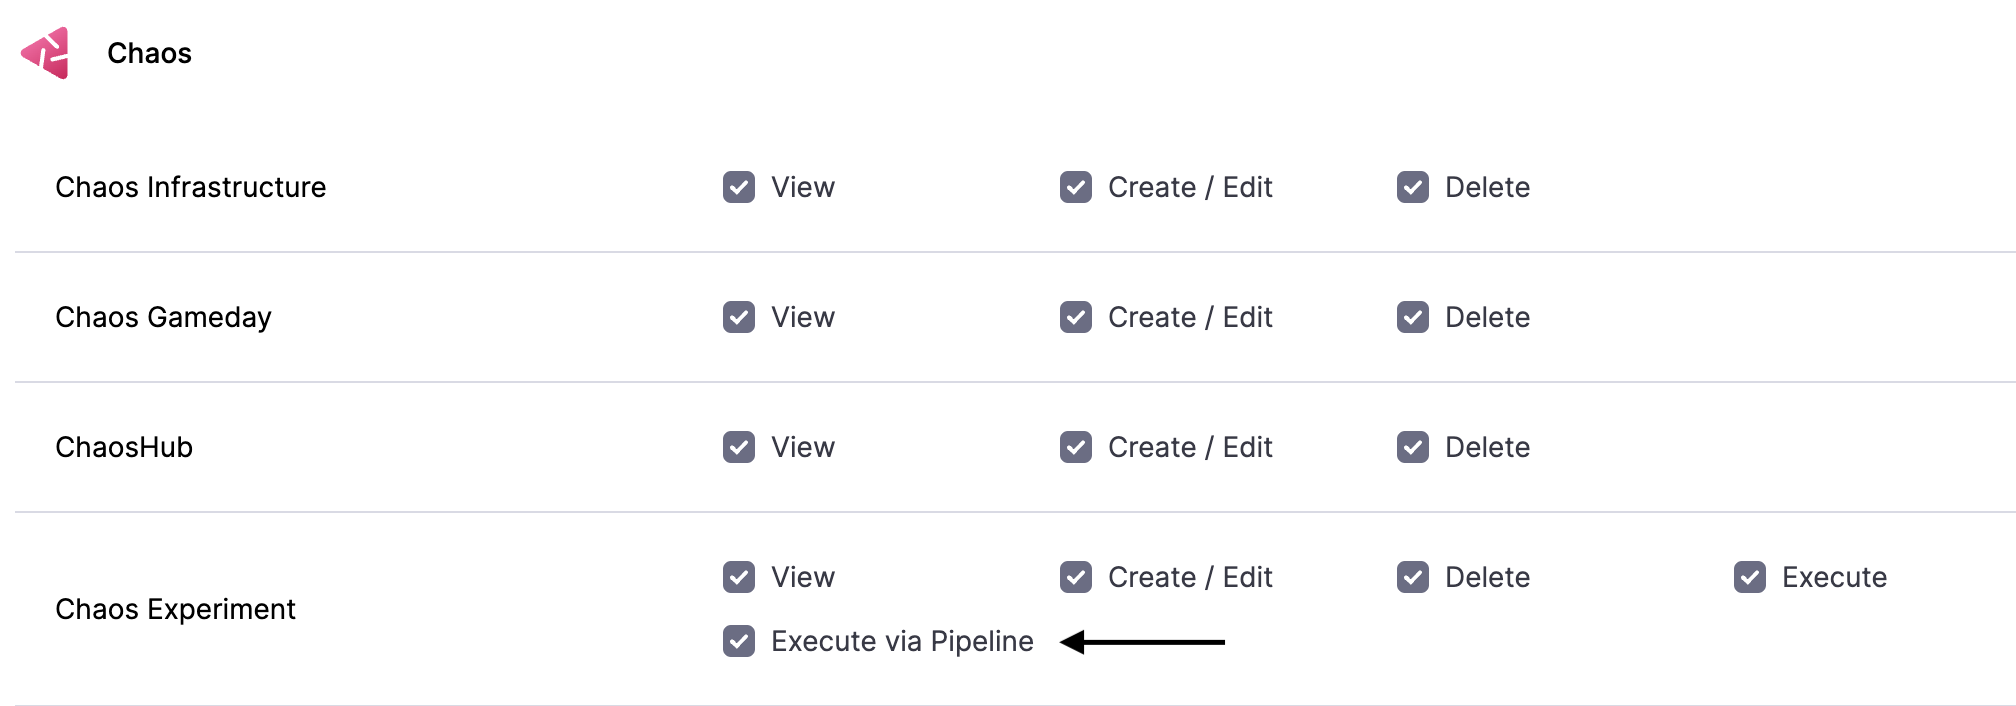 Chaos
Chaos Infrastructure View Create / Edit Delete
Chaos Gameday View Create / Edit Delete
ChaosHub View Create / Edit Delete
Chaos Experiment View Create / Edit Delete Execute
Execute via Pipeline